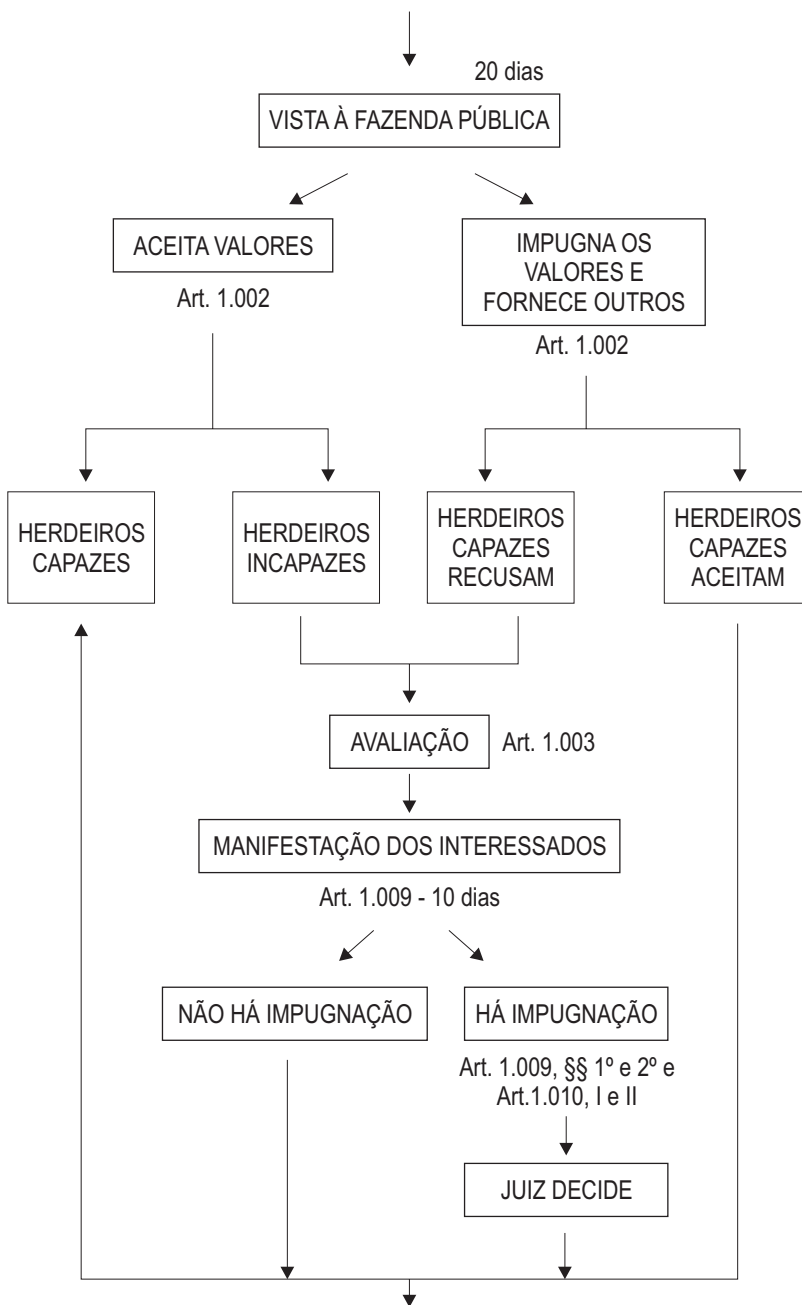 20 dias
VISTA À FAZENDA PÚBLICA
ACEITA VALORES
Art. 1.002
IMPUGNA OS
VALORES E
FORNECE OUTROS
Art. 1.002
HERDEIROS
CAPAZES
HERDEIROS
INCAPAZES
HERDEIROS
CAPAZES
RECUSAM
HERDEIROS
CAPAZES
ACEITAM
AVALIAÇÃO Art. 1.003
MANIFESTAÇÃO DOS INTERESSADOS
Art. 1.009 - 10 dias
NÃO HÁ IMPUGNAÇÃO
HÁ IMPUGNAÇÃO
Art. 1.009, §§ 1º e 2º e
Art.1.010, I e II
JUIZ DECIDE